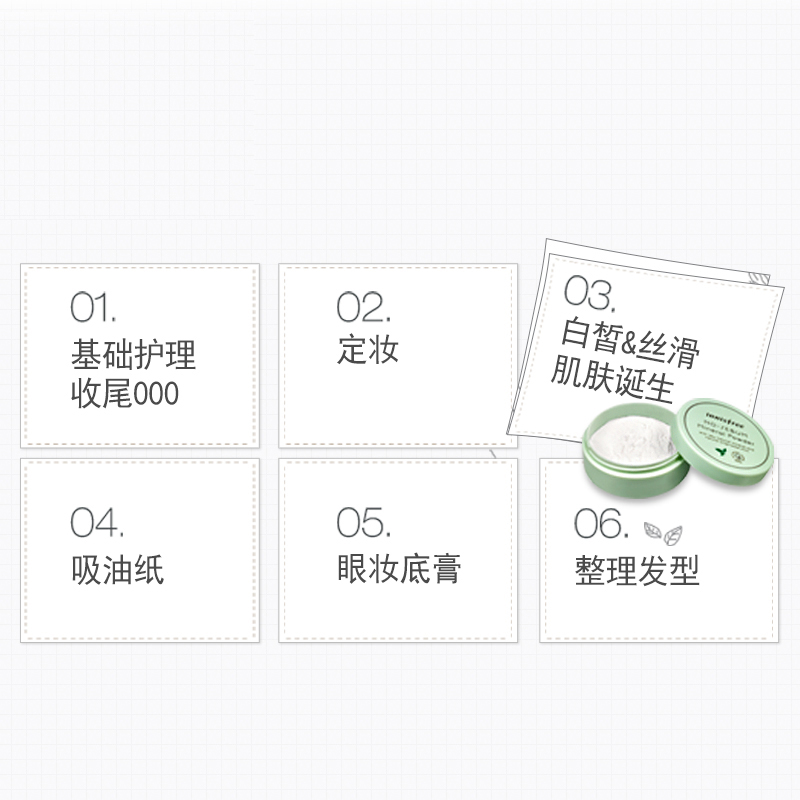 01.
基础护理
收尾000
02.
定妆
03.
白皙&丝滑
肌肤诞生
innisfree
04.
吸油纸
05.
眼妆底膏
06.
整理发型